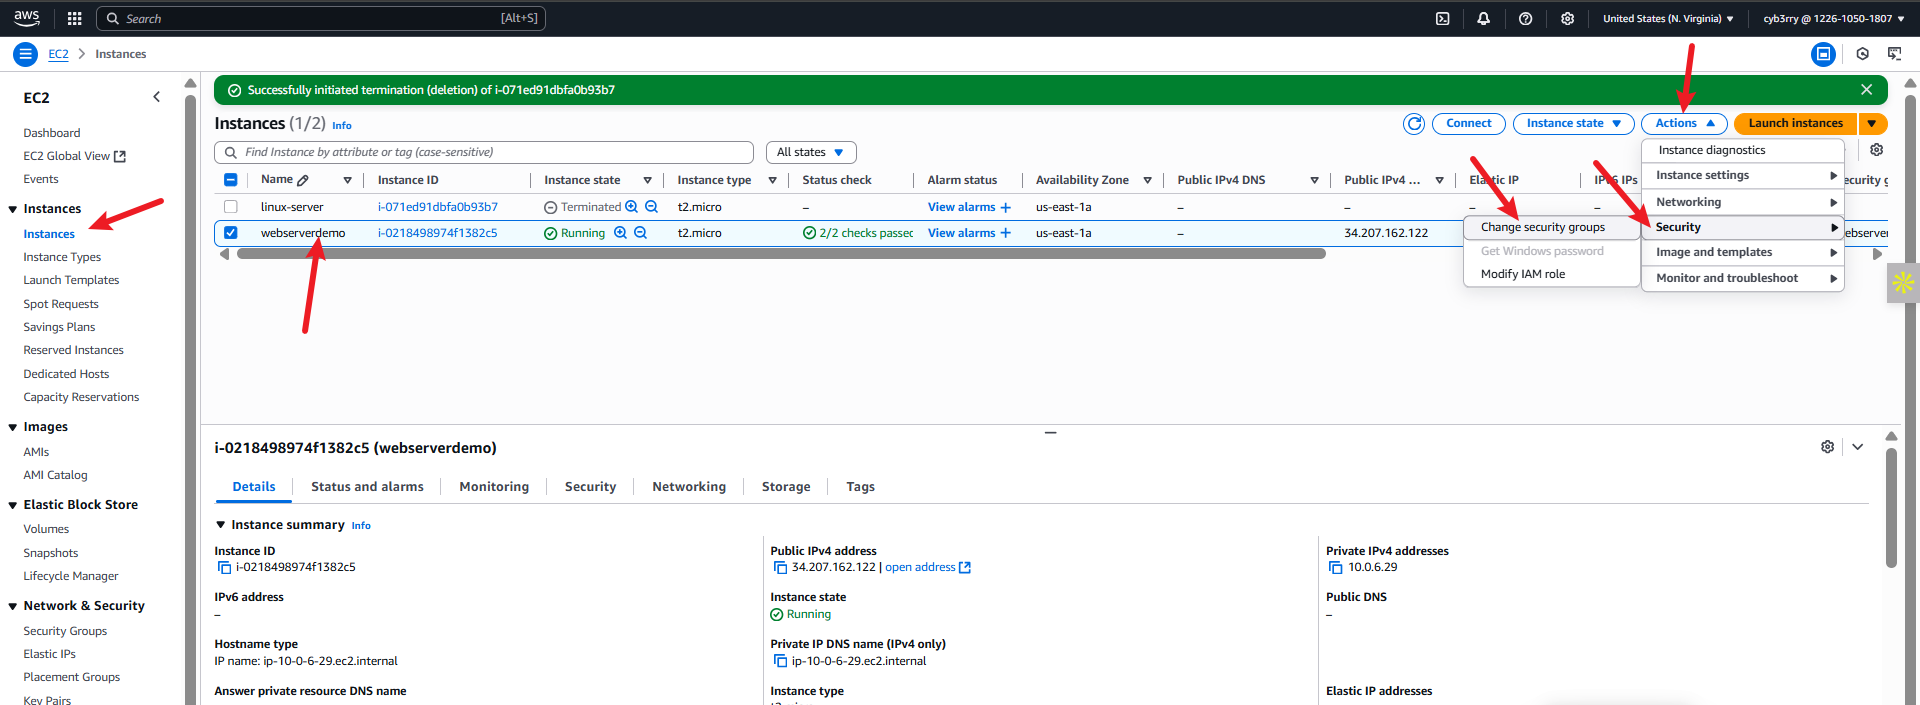 aws
Search [Alt+S] United States (N. Virginia) cyb3rry @ 1226-1050-1807
EC2 Instances
EC2
Dashboard
EC2 Global View
Events
Instances
Instances
Instance Types
Launch Templates
Spot Requests
Savings Plans
Reserved Instances
Dedicated Hosts
Capacity Reservations
Images
AMIs
AMI Catalog
Elastic Block Store
Volumes
Snapshots
Lifecycle Manager
Network & Security
Security Groups
Elastic IPs
Placement Groups
Key Pairs
Successfully initiated termination (deletion) of i-071ed91dbfa0b93b7
Instances (1/2) Info Connect Instance state Actions Launch instances
Find Instance by attribute or tag (case-sensitive) All states
Name Instance ID Instance state Instance type Status check Alarm status Availability Zone Public IPv4 DNS Public IPv4 ... Elastic IP IPv6 IPs
linux-server i-071ed91dbfa0b93b7 Terminated t2.micro – View alarms + us-east-1a – – – –
webserverdemo i-0218498974f1382c5 Running t2.micro 2/2 checks passed View alarms + us-east-1a – 34.207.162.122
Instance diagnostics
Instance settings
Networking
Security
Image and templates
Monitor and troubleshoot
Change security groups
Get Windows password
Modify IAM role
i-0218498974f1382c5 (webserverdemo)
Details Status and alarms Monitoring Security Networking Storage Tags
Instance summary Info
Instance ID
i-0218498974f1382c5
IPv6 address
–
Hostname type
IP name: ip-10-0-6-29.ec2.internal
Answer private resource DNS name
Public IPv4 address
34.207.162.122 | open address
Instance state
Running
Private IP DNS name (IPv4 only)
ip-10-0-6-29.ec2.internal
Instance type
Private IPv4 addresses
10.0.6.29
Public DNS
–
Elastic IP addresses